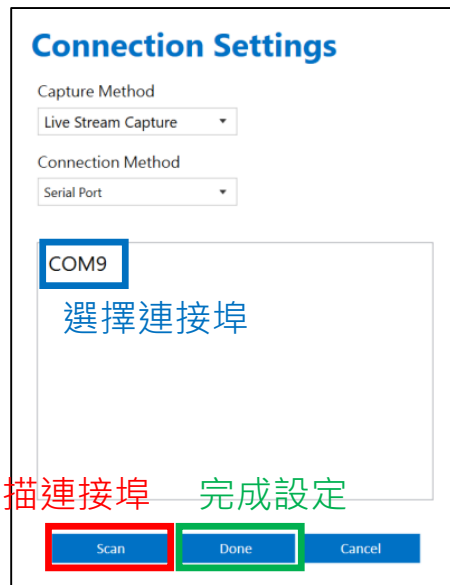 Connection Settings
Capture Method
Live Stream Capture
Connection Method
Serial Port
COM9
選擇連接埠
描連接埠 完成設定
Scan Done Cancel